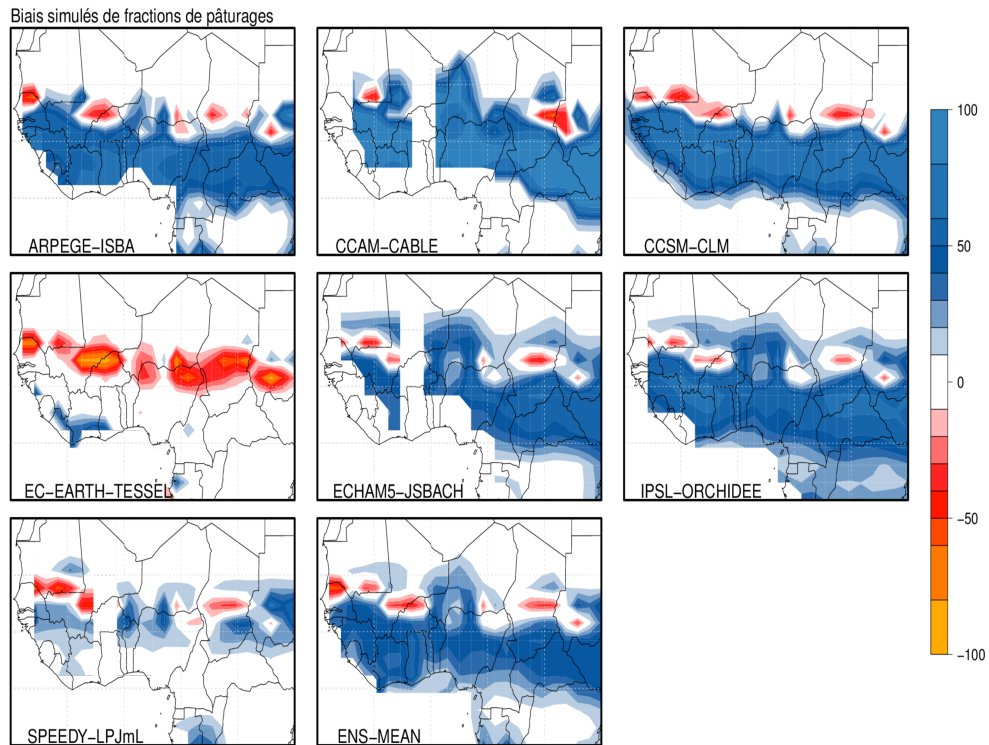 Biais simulés de fractions de pâturages
ARPEGE-ISBA
CCAM-CABLE
CCSM-CLM
EC-EARTH-TESSEL
ECHAM5-JSBACH
IPSL-ORCHIDEE
SPEEDY-LPJmL
ENS-MEAN
100
50
0
-50
-100